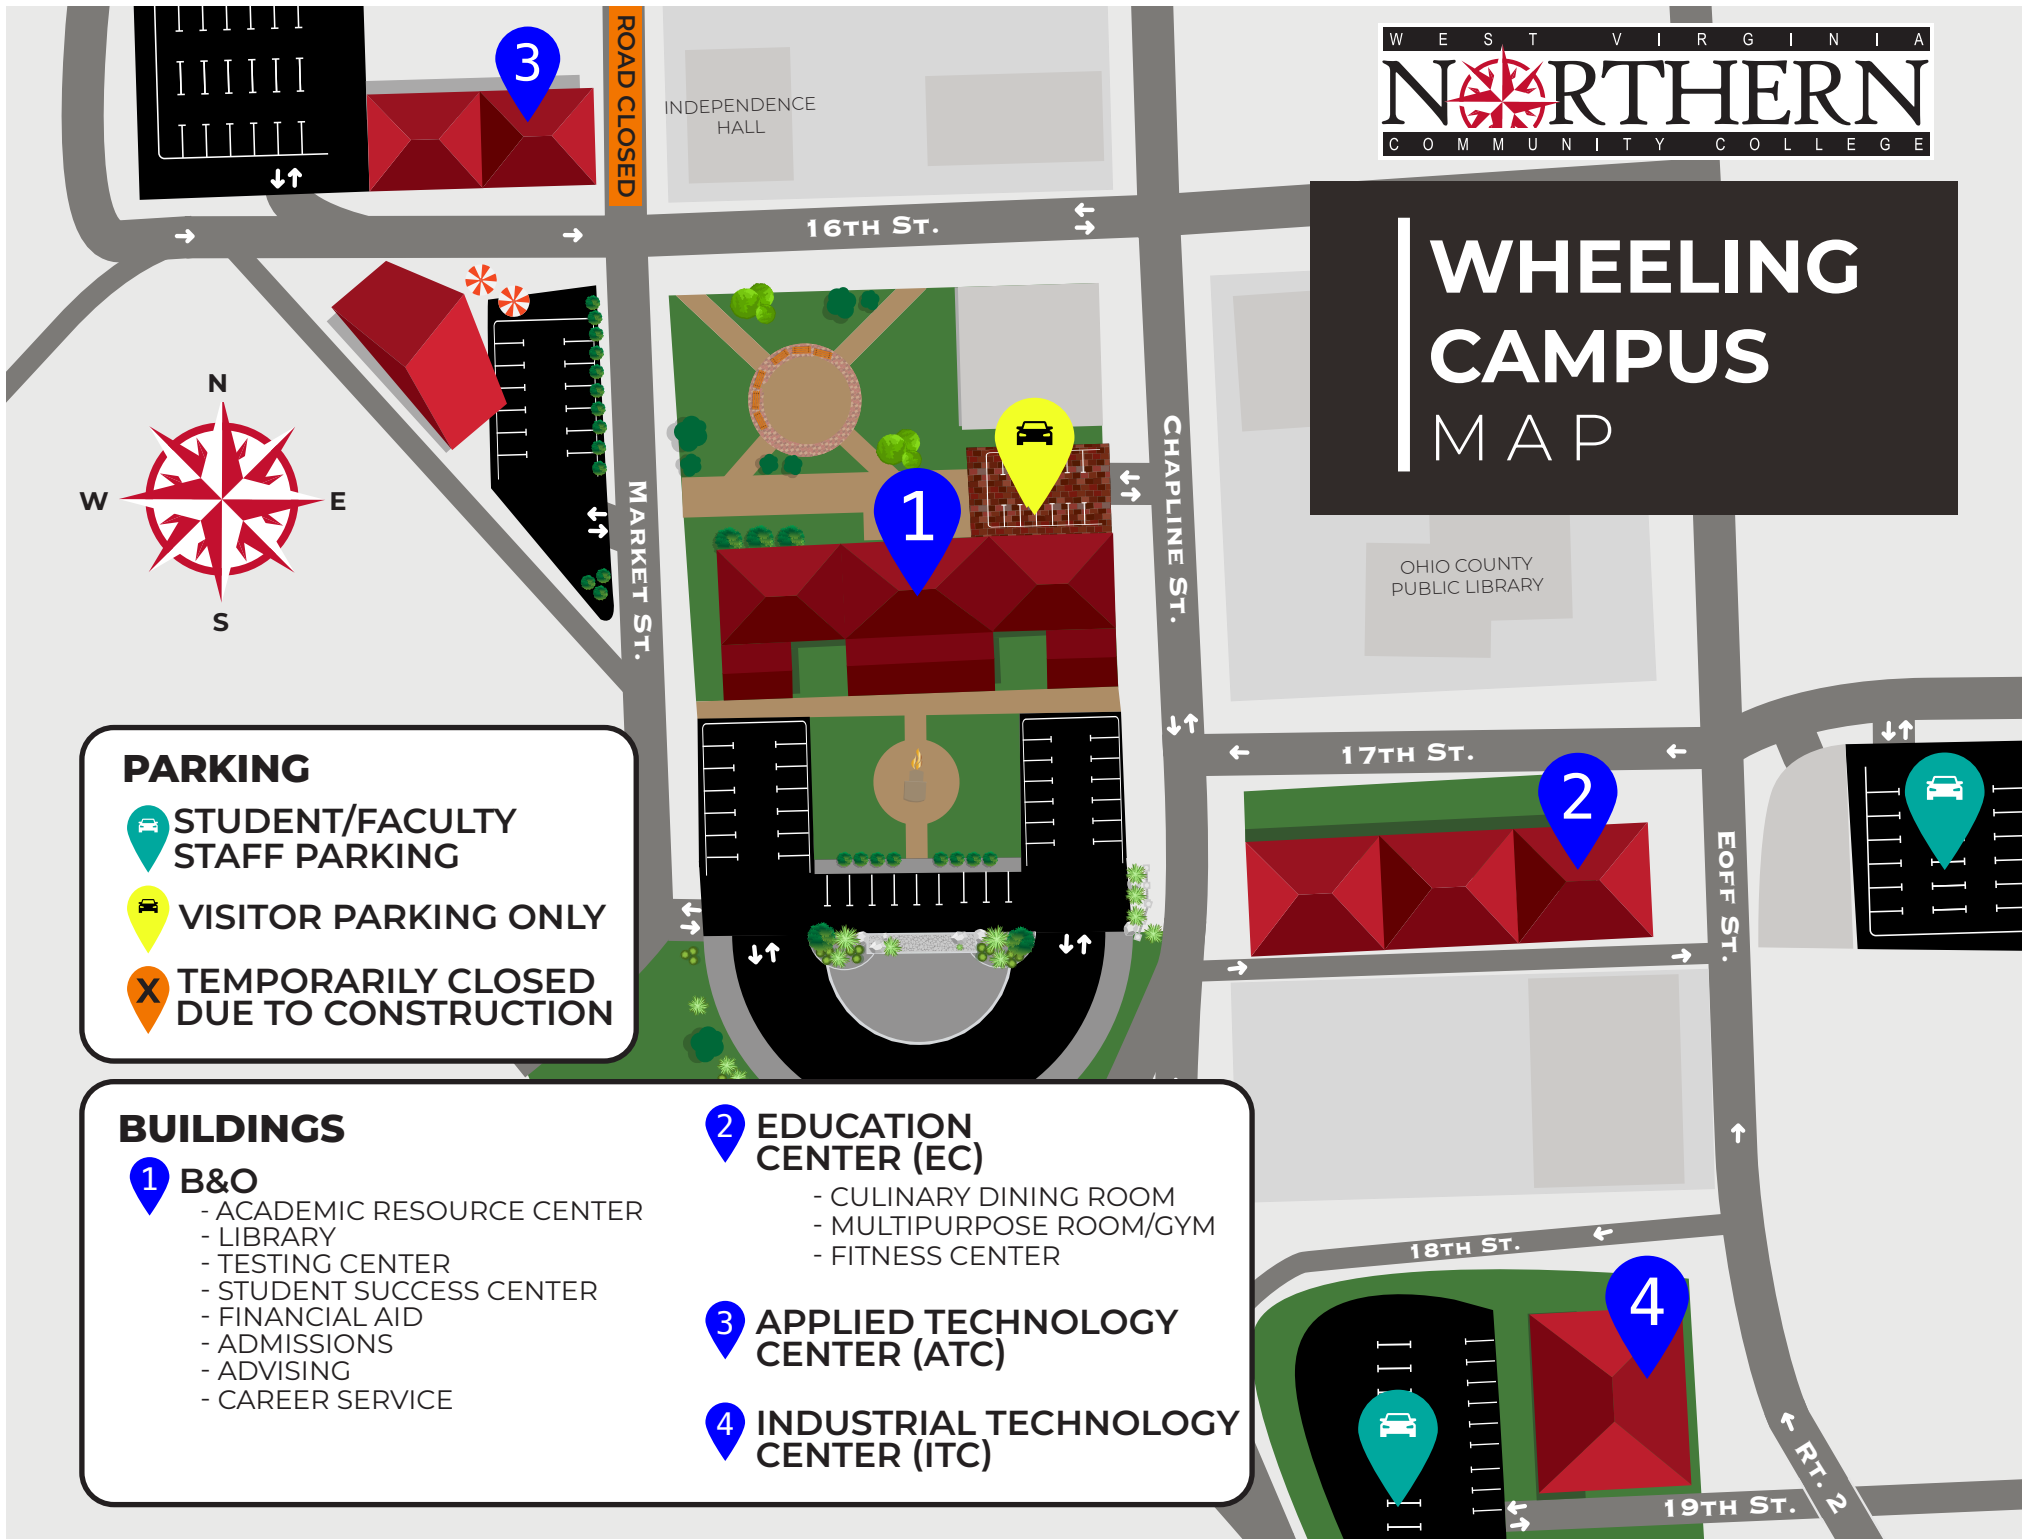 WEST VIRGINIA
NORTHERN
COMMUNITY COLLEGE
WHEELING
CAMPUS
MAP
3
ROAD CLOSED
INDEPENDENCE
HALL
16TH ST.
N
W
E
S
MARKET ST.
1
CHAPLINE ST.
OHIO COUNTY
PUBLIC LIBRARY
17TH ST.
2
EOFF ST.
18TH ST.
4
RT. 2
19TH ST.
PARKING
STUDENT/FACULTY
STAFF PARKING
VISITOR PARKING ONLY
X
TEMPORARILY CLOSED
DUE TO CONSTRUCTION
BUILDINGS
1 B&O
- ACADEMIC RESOURCE CENTER
- LIBRARY
- TESTING CENTER
- STUDENT SUCCESS CENTER
- FINANCIAL AID
- ADMISSIONS
- ADVISING
- CAREER SERVICE
2 EDUCATION
CENTER (EC)
- CULINARY DINING ROOM
- MULTIPURPOSE ROOM/GYM
- FITNESS CENTER
3 APPLIED TECHNOLOGY
CENTER (ATC)
4 INDUSTRIAL TECHNOLOGY
CENTER (ITC)